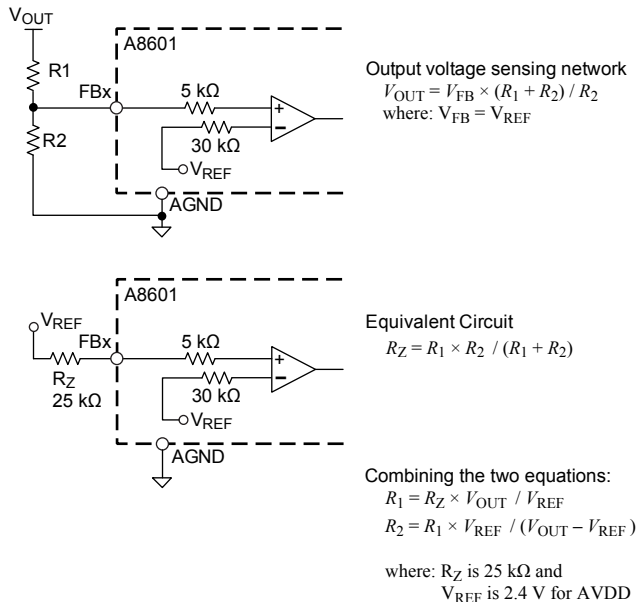 VOUT
A8601
R1
FBx
5 kΩ
+
R2
30 kΩ
–
VREF
AGND
Output voltage sensing network
VOUT = VFB × (R1 + R2) / R2
where: VFB = VREF
A8601
VREF
FBx
5 kΩ
+
RZ
25 kΩ
30 kΩ
–
VREF
AGND
Equivalent Circuit
RZ = R1 × R2 / (R1 + R2)
Combining the two equations:
R1 = RZ × VOUT / VREF
R2 = R1 × VREF / (VOUT – VREF)
where: RZ is 25 kΩ and
VREF is 2.4 V for AVDD